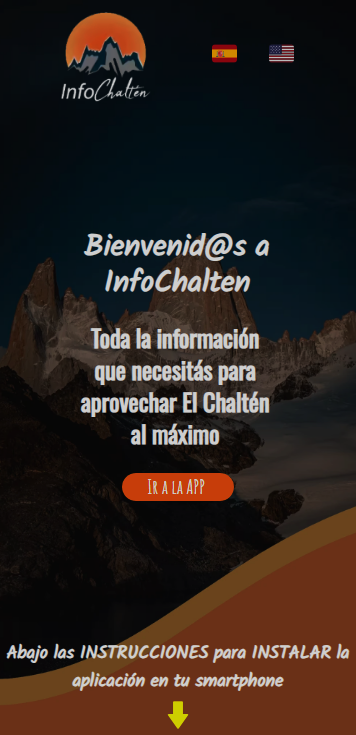 InfoChaltén
Bienvenid@s a
InfoChalten
Toda la información
que necesitás para
aprovechar El Chaltén
al máximo
Ir a la APP
Abajo las INSTRUCCIONES para INSTALAR la
aplicación en tu smartphone